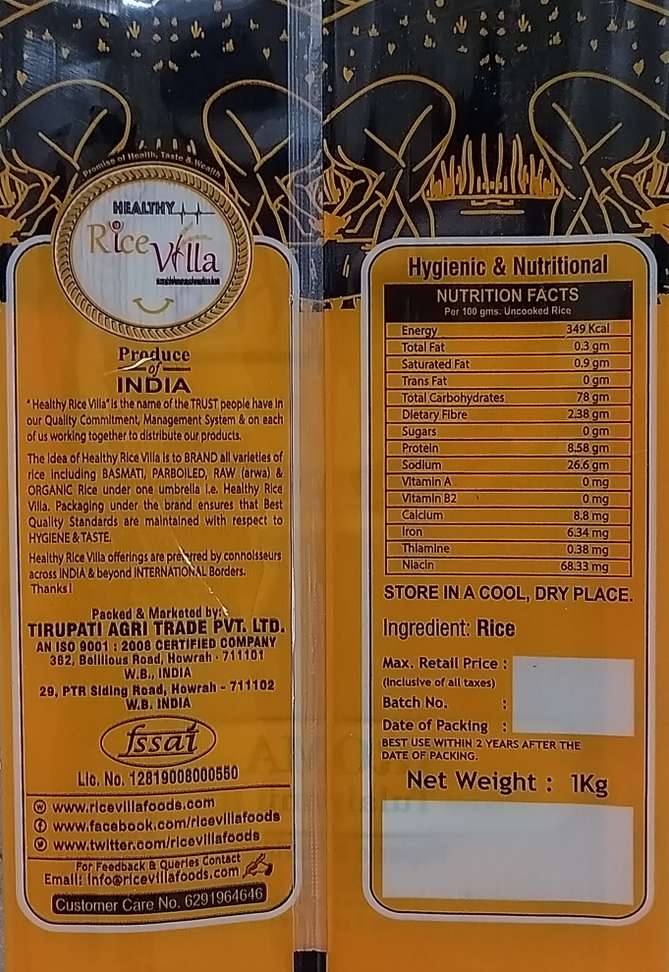 Promise of Health, Taste & Wealth
HEALTHY
Rice Villa
Produce
of
INDIA
"Healthy Rice Villa" is the name of the TRUST people have in
our Quality Commitment, Management System & on each
of us working together to distribute our products.
The idea of Healthy Rice Villa is to BRAND all varieties of
rice including BASMATI, PARBOILED, RAW (arwa) &
ORGANIC Rice under one umbrella i.e. Healthy Rice
Villa. Packaging under the brand ensures that Best
Quality Standards are maintained with respect to
HYGIENE & TASTE.
Healthy Rice Villa offerings are preferred by connoisseurs
across INDIA & beyond INTERNATIONAL Borders.
Thanks!
Packed & Marketed by:
TIRUPATI AGRI TRADE PVT. LTD.
AN ISO 9001 : 2008 CERTIFIED COMPANY
362, Belilious Road, Howrah - 711101
W.B., INDIA
29, PTR Siding Road, Howrah - 711102
W.B. INDIA
fssai
Lic. No. 12819008000550
www.ricevillafoods.com
www.facebook.com/ricevillafoods
www.twitter.com/ricevillafoods
For Feedback & Queries Contact
Email: info@ricevillafoods.com
Customer Care No. 6291964646
Hygienic & Nutritional
NUTRITION FACTS
Per 100 gms. Uncooked Rice
Energy 349 Kcal
Total Fat 0.3 gm
Saturated Fat 0.9 gm
Trans Fat 0 gm
Total Carbohydrates 78 gm
Dietary Fibre 2.38 gm
Sugars 0 gm
Protein 8.58 gm
Sodium 26.6 gm
Vitamin A 0 mg
Vitamin B2 0 mg
Calcium 8.8 mg
Iron 6.34 mg
Thiamine 0.38 mg
Niacin 68.33 mg
STORE IN A COOL, DRY PLACE.
Ingredient: Rice
Max. Retail Price :
(Inclusive of all taxes)
Batch No. :
Date of Packing :
BEST USE WITHIN 2 YEARS AFTER THE
DATE OF PACKING.
Net Weight : 1Kg